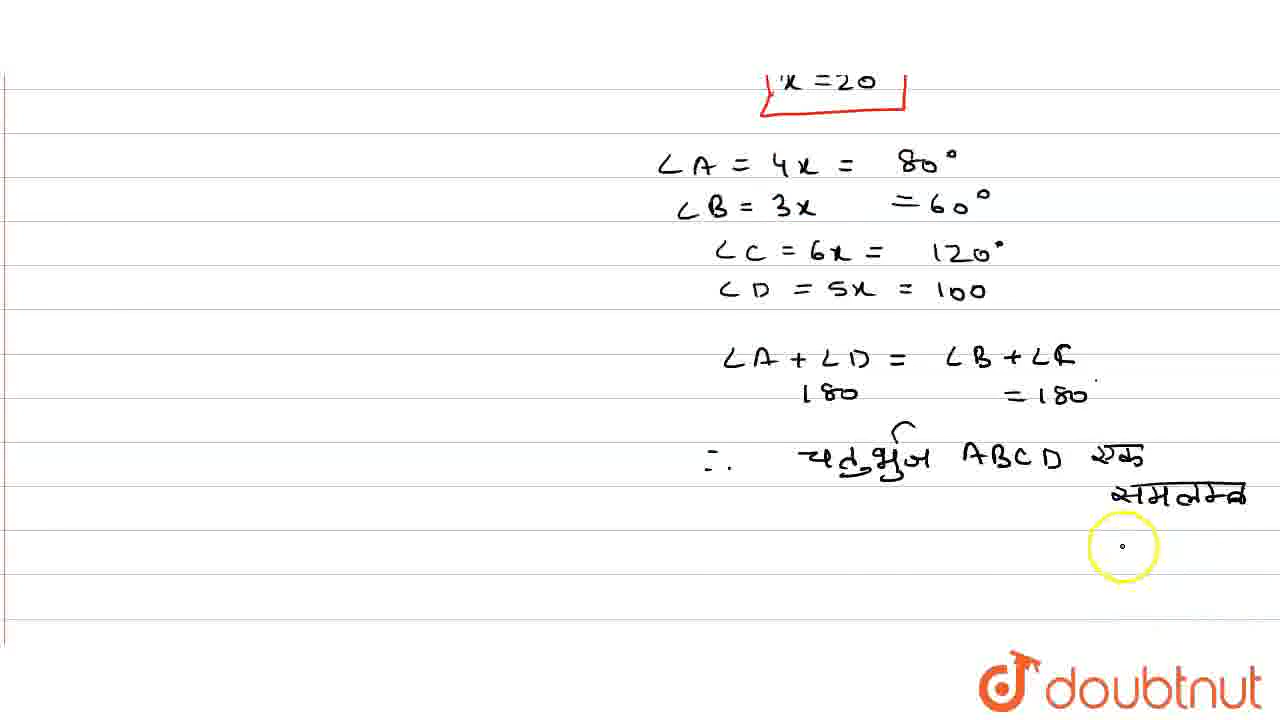 x = 20
∠A = 4x = 80°
∠B = 3x = 60°
∠C = 6x = 120°
∠D = 5x = 100
∠A + ∠D = ∠B + ∠C
180 = 180
∴ चतुर्भुज ABCD एक
समलम्ब
doubtnut